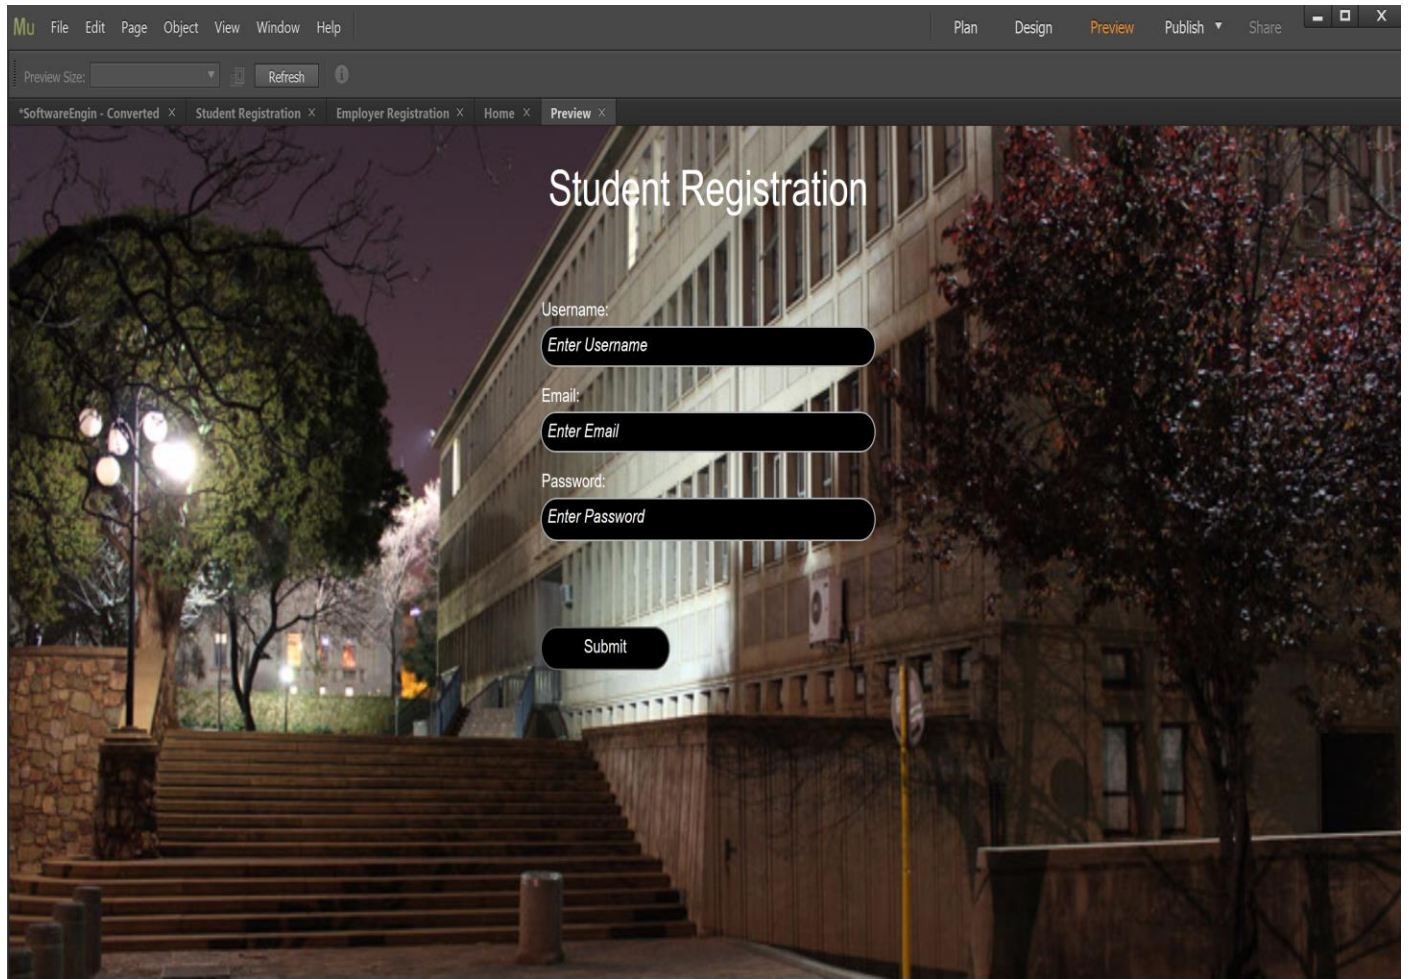 Mu File Edit Page Object View Window Help Plan Design Preview Publish Share X
Preview Size: Refresh
*SoftwareEngin - Converted X Student Registration X Employer Registration X Home X Preview X
Student Registration
Username:
Enter Username
Email:
Enter Email
Password:
Enter Password
Submit